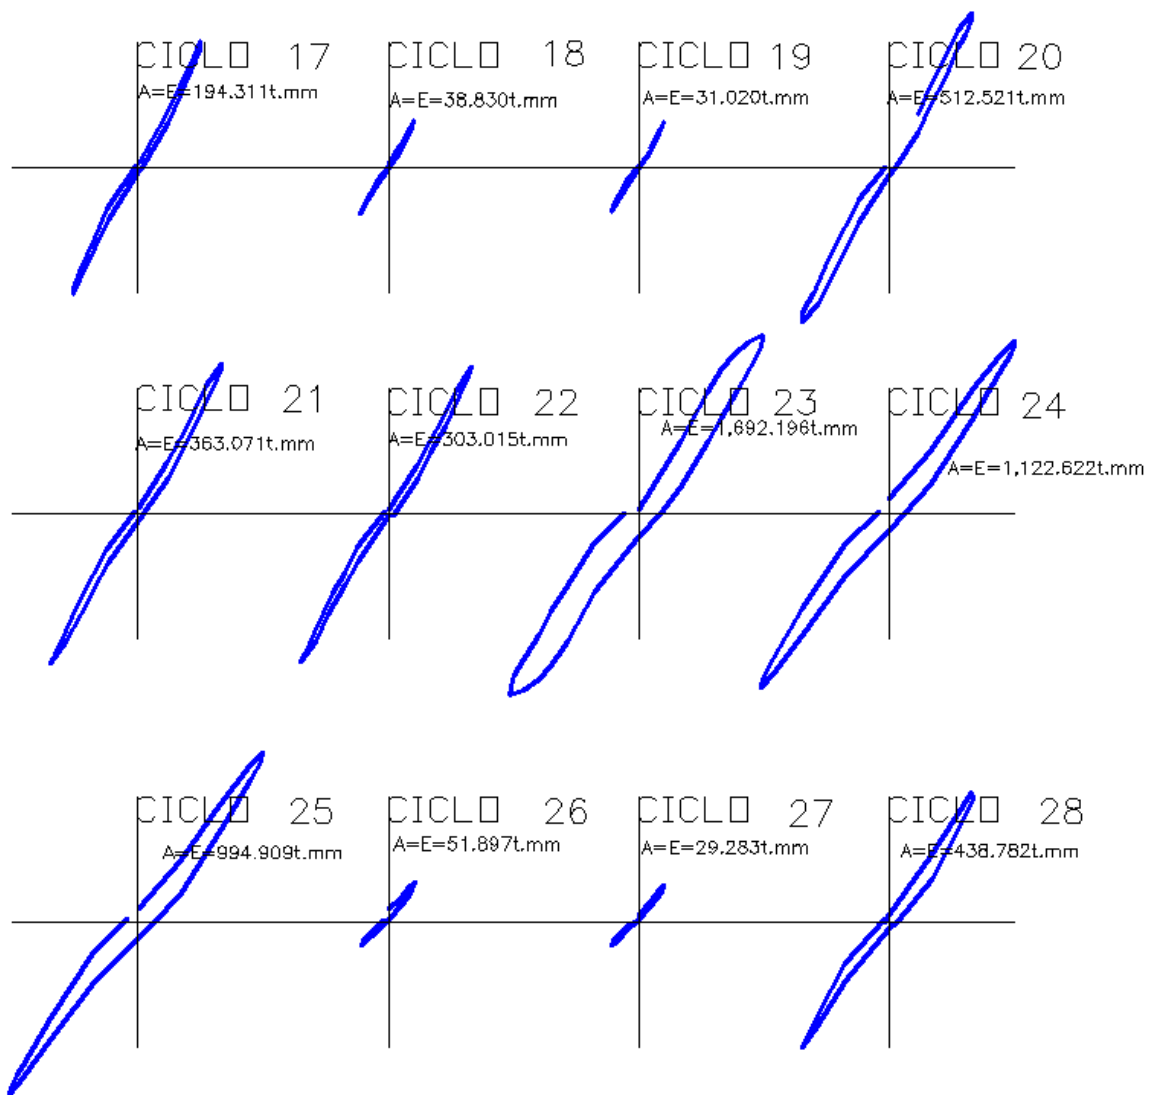 CICLO 17
A=E=194.311t.mm
CICLO 18
A=E=38.830t.mm
CICLO 19
A=E=31.020t.mm
CICLO 20
A=E=512.521t.mm
CICLO 21
A=E=363.071t.mm
CICLO 22
A=E=303.015t.mm
CICLO 23
A=E=1,692.196t.mm
CICLO 24
A=E=1,122.622t.mm
CICLO 25
A=E=994.909t.mm
CICLO 26
A=E=51.897t.mm
CICLO 27
A=E=29.283t.mm
CICLO 28
A=E=438.782t.mm